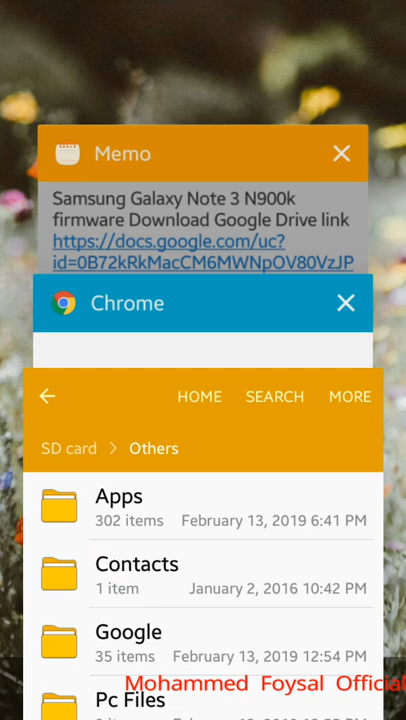 Memo
Samsung Galaxy Note 3 N900k
firmware Download Google Drive link
https://docs.google.com/uc?
id=0B72kRkMacCM6MWNpOV80VzJP
Chrome
HOME SEARCH MORE
SD card > Others
Apps
302 items February 13, 2019 6:41 PM
Contacts
1 item January 2, 2016 10:42 PM
Google
35 items February 13, 2019 12:54 PM
Mohammed Foysal Official
Pc Files